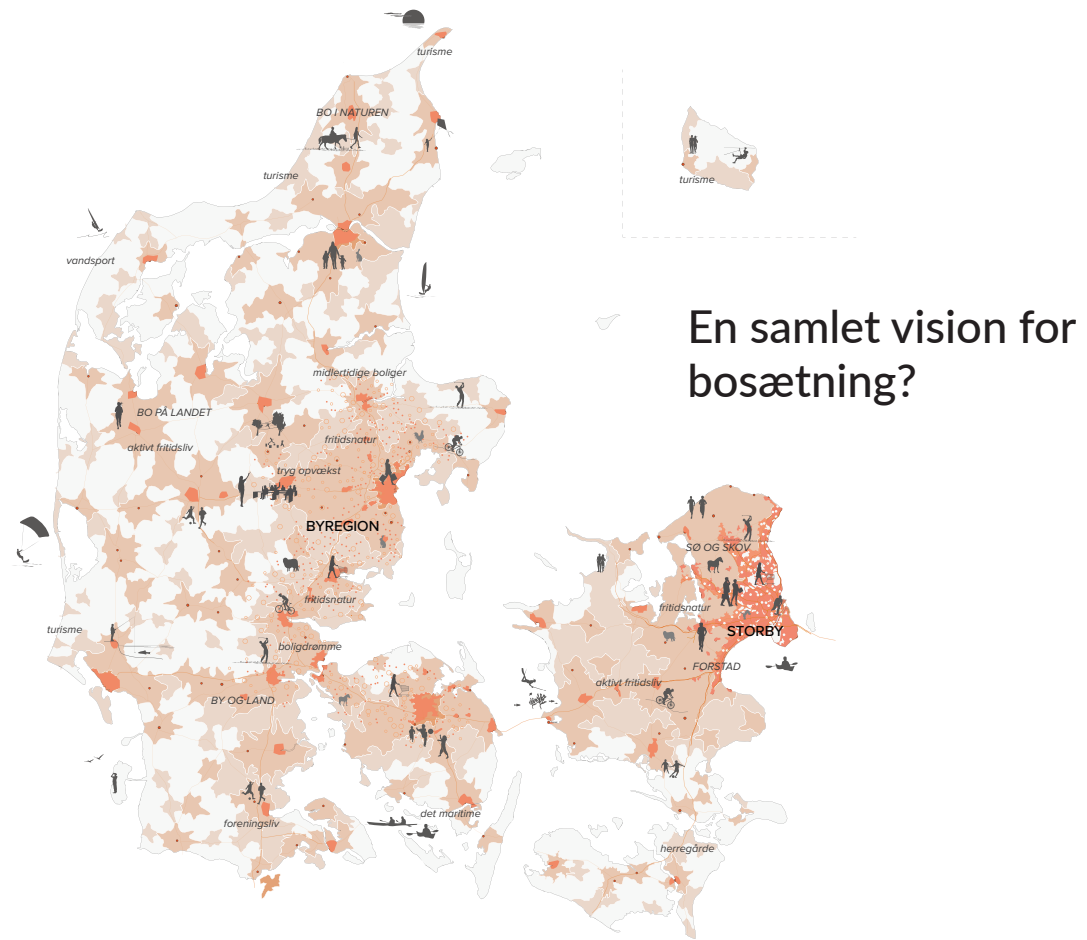 turisme
BO I NATUREN
turisme
turisme
vandsport
En samlet vision for
bosætning?
midlertidige boliger
BO PÅ LANDET
fritidsnatur
aktivt fritidsliv
tryg opvækst
BYREGION
SØ OG SKOV
fritidsnatur
fritidsnatur
turisme
STORBY
boligdrømme
FORSTAD
aktivt fritidsliv
BY OG LAND
det maritime
foreningsliv
herregårde